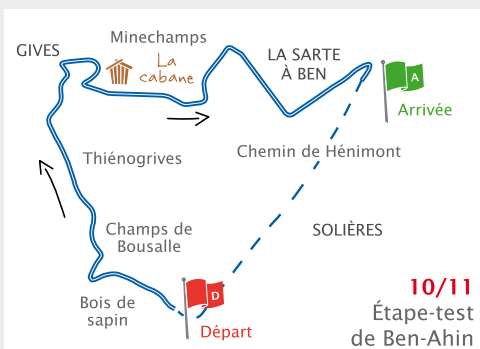 Minechamps
GIVES
La
cabane
LA SARTE
À BEN
A
Arrivée
Thiénogrives
Chemin de Hénimont
Champs de
Bousalle
SOLIÈRES
Bois de
sapin
D
Départ
10/11
Étape-test
de Ben-Ahin